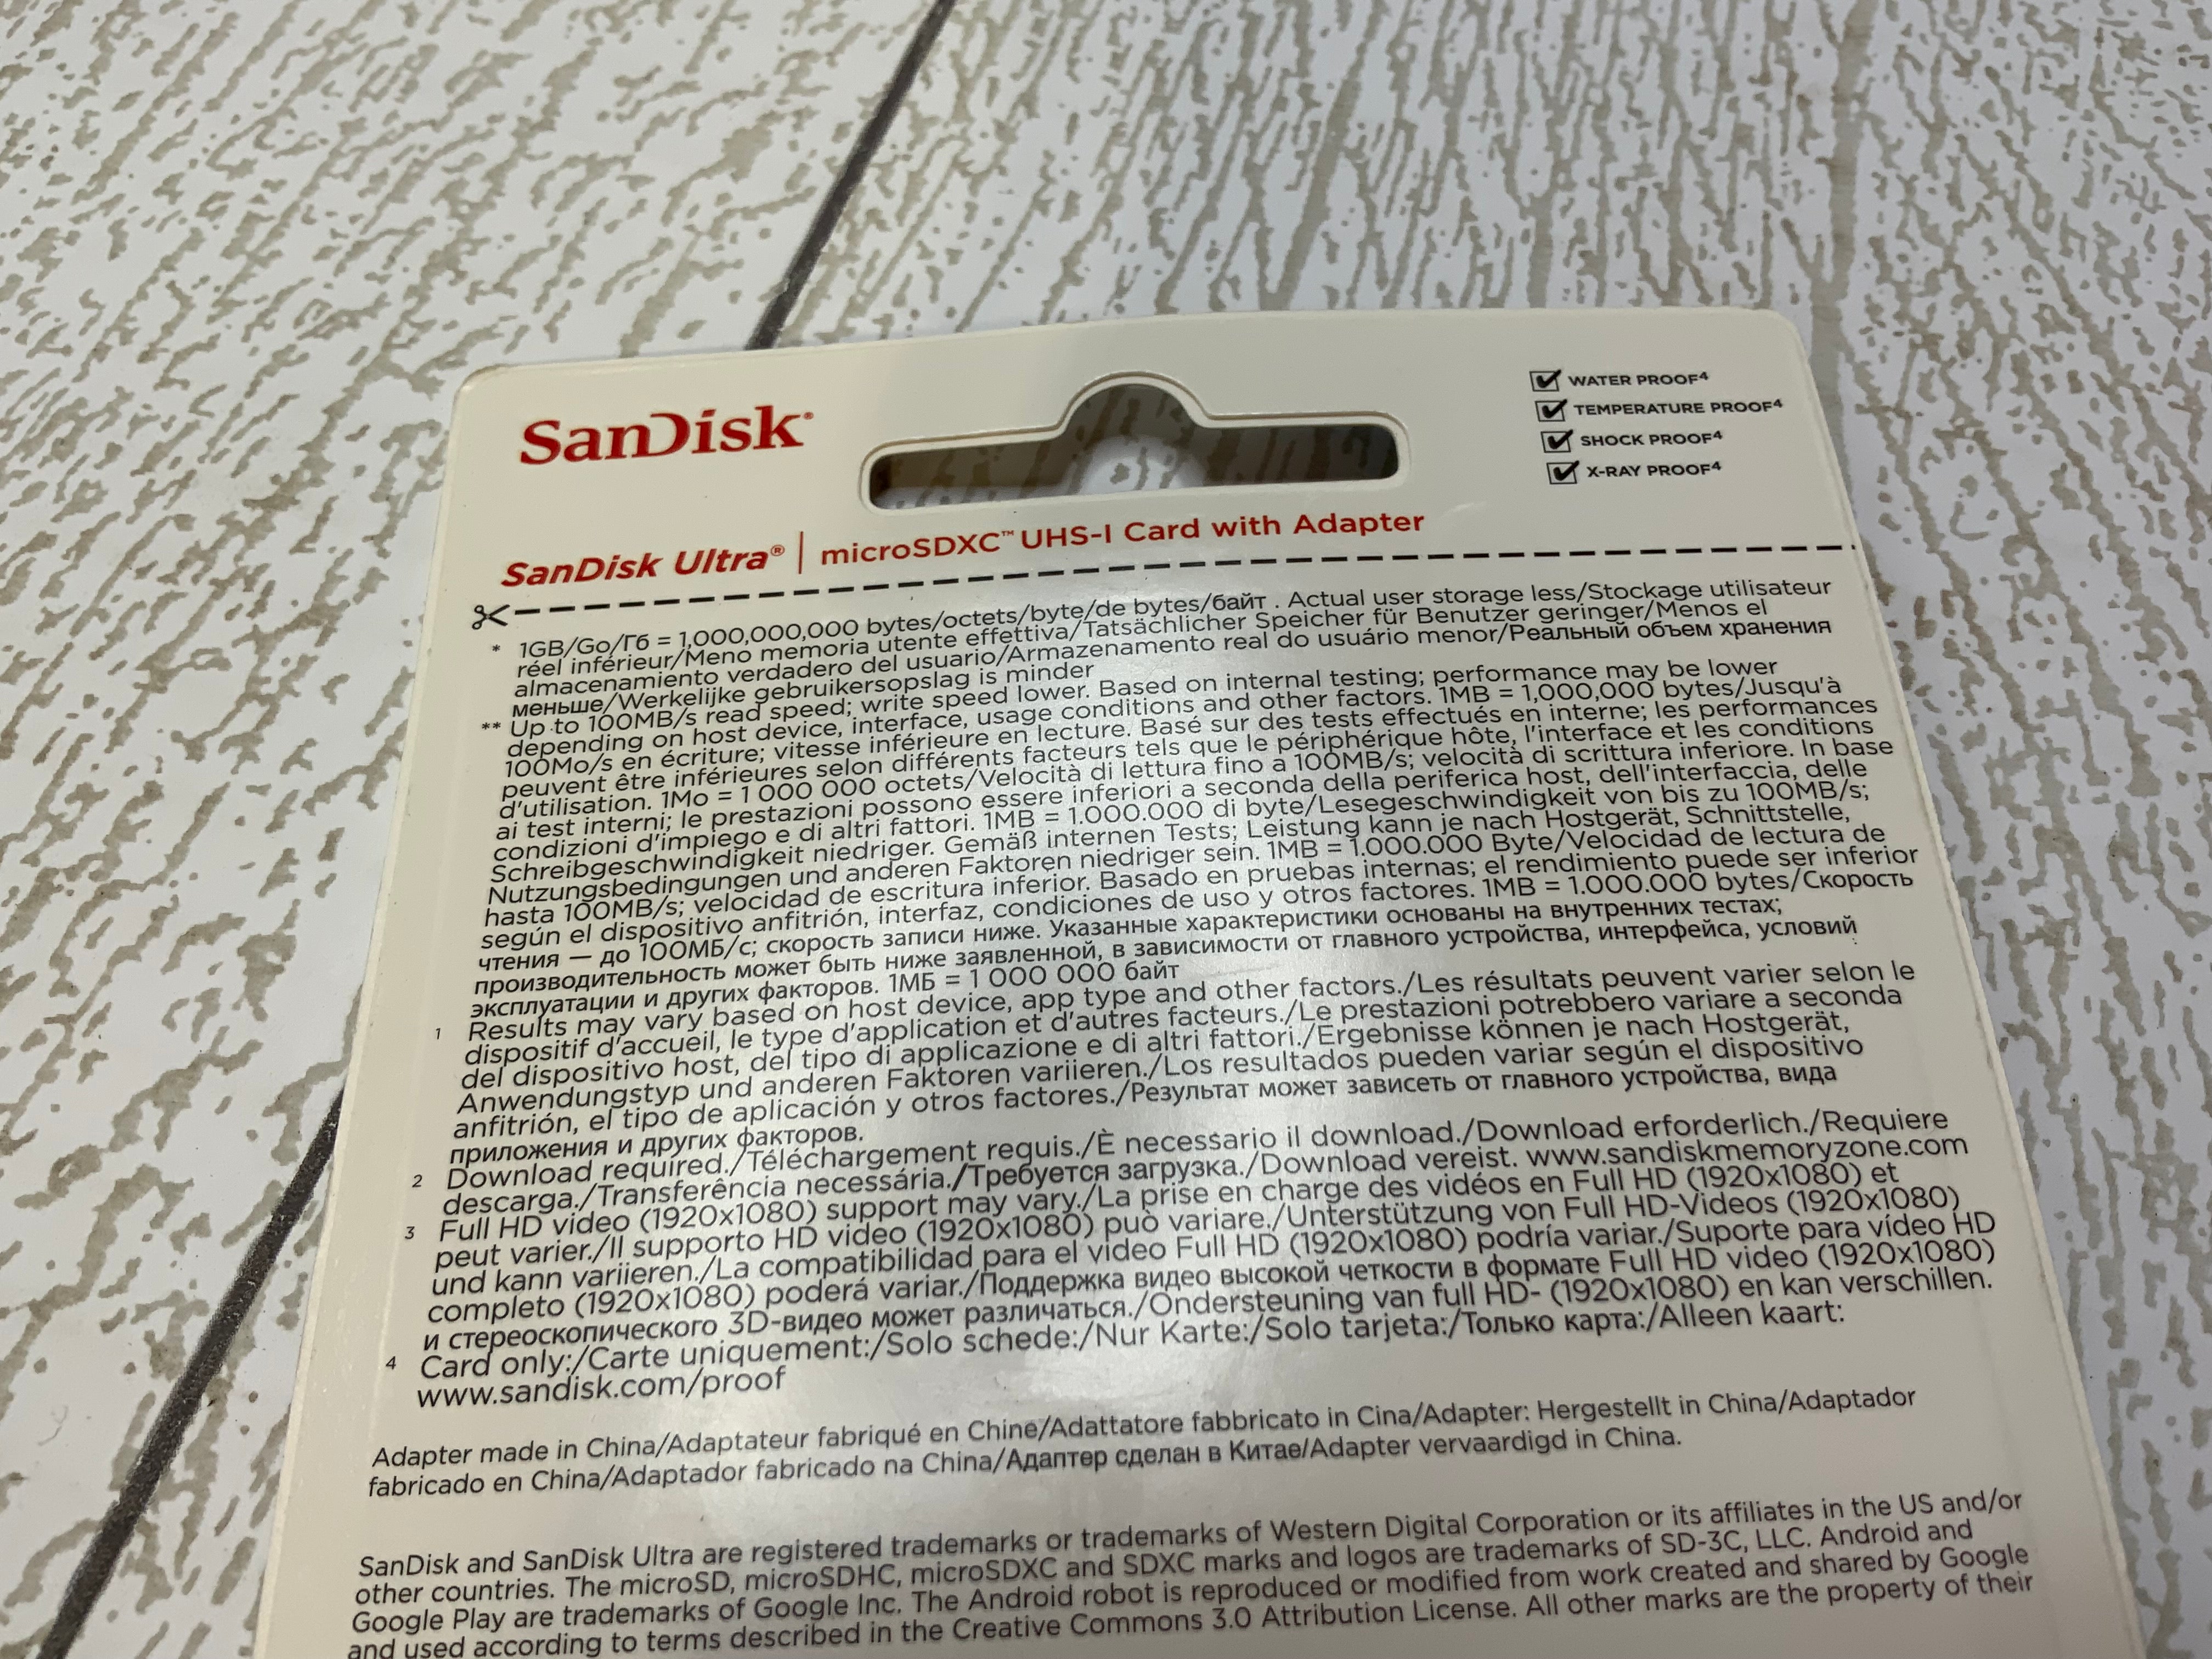 SanDisk®
WATER PROOF⁴
TEMPERATURE PROOF⁴
SHOCK PROOF⁴
X-RAY PROOF⁴
SanDisk Ultra® | microSDXC™ UHS-I Card with Adapter
* 1GB/Go/Гб = 1,000,000,000 bytes/octets/byte/de bytes/байт . Actual user storage less/Stockage utilisateur
réel inférieur/Meno memoria utente effettiva/Tatsächlicher Speicher für Benutzer geringer/Menos el
almacenamiento verdadero del usuario/Armazenamento real do usuário menor/Реальный объем хранения
меньше/Werkelijke gebruikersopslag is minder
** Up to 100MB/s read speed; write speed lower. Based on internal testing; performance may be lower
depending on host device, interface, usage conditions and other factors. 1MB = 1,000,000 bytes/Jusqu'à
100Mo/s en écriture; vitesse inférieure en lecture. Basé sur des tests effectués en interne; les performances
peuvent être inférieures selon différents facteurs tels que le périphérique hôte, l'interface et les conditions
d'utilisation. 1Mo = 1 000 000 octets/Velocità di lettura fino a 100MB/s; velocità di scrittura inferiore. In base
ai test interni; le prestazioni possono essere inferiori a seconda della periferica host, dell'interfaccia, delle
condizioni d'impiego e di altri fattori. 1MB = 1.000.000 di byte/Lesegeschwindigkeit von bis zu 100MB/s;
Schreibgeschwindigkeit niedriger. Gemäß internen Tests; Leistung kann je nach Hostgerät, Schnittstelle,
Nutzungsbedingungen und anderen Faktoren niedriger sein. 1MB = 1.000.000 Byte/Velocidad de lectura de
hasta 100MB/s; velocidad de escritura inferior. Basado en pruebas internas; el rendimiento puede ser inferior
según el dispositivo anfitrión, interfaz, condiciones de uso y otros factores. 1MB = 1.000.000 bytes/Скорость
чтения — до 100МБ/с; скорость записи ниже. Указанные характеристики основаны на внутренних тестах;
производительность может быть ниже заявленной, в зависимости от главного устройства, интерфейса, условий
эксплуатации и других факторов. 1МБ = 1 000 000 байт
1 Results may vary based on host device, app type and other factors./Les résultats peuvent varier selon le
dispositif d'accueil, le type d'application et d'autres facteurs./Le prestazioni potrebbero variare a seconda
del dispositivo host, del tipo di applicazione e di altri fattori./Ergebnisse können je nach Hostgerät,
Anwendungstyp und anderen Faktoren variieren./Los resultados pueden variar según el dispositivo
anfitrión, el tipo de aplicación y otros factores./Результат может зависеть от главного устройства, вида
приложения и других факторов.
2 Download required./Téléchargement requis./È necessario il download./Download erforderlich./Requiere
descarga./Transferência necessária./Требуется загрузка./Download vereist. www.sandiskmemoryzone.com
3 Full HD video (1920x1080) support may vary./La prise en charge des vidéos en Full HD (1920x1080) et
peut varier./Il supporto HD video (1920x1080) può variare./Unterstützung von Full HD-Videos (1920x1080)
und kann variieren./La compatibilidad para el video Full HD (1920x1080) podría variar./Suporte para vídeo HD
completo (1920x1080) poderá variar./Поддержка видео высокой четкости в формате Full HD video (1920x1080)
и стереоскопического 3D-видео может различаться./Ondersteuning van full HD- (1920x1080) en kan verschillen.
4 Card only:/Carte uniquement:/Solo schede:/Nur Karte:/Solo tarjeta:/Только карта:/Alleen kaart:
www.sandisk.com/proof
Adapter made in China/Adaptateur fabriqué en Chine/Adattatore fabbricato in Cina/Adapter: Hergestellt in China/Adaptador
fabricado en China/Adaptador fabricado na China/Адаптер сделан в Китае/Adapter vervaardigd in China.
SanDisk and SanDisk Ultra are registered trademarks or trademarks of Western Digital Corporation or its affiliates in the US and/or
other countries. The microSD, microSDHC, microSDXC and SDXC marks and logos are trademarks of SD-3C, LLC. Android and
Google Play are trademarks of Google Inc. The Android robot is reproduced or modified from work created and shared by Google
and used according to terms described in the Creative Commons 3.0 Attribution License. All other marks are the property of their